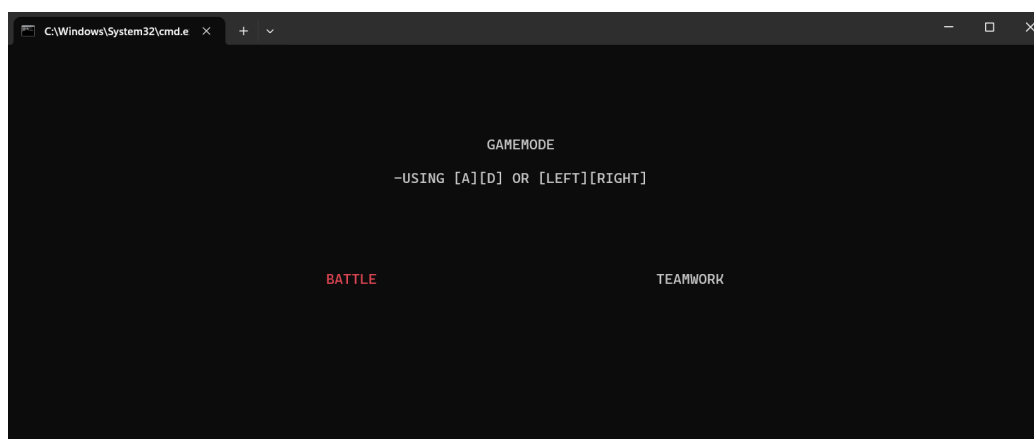 C:\Windows\System32\cmd.e
GAMEMODE
-USING [A][D] OR [LEFT][RIGHT]
BATTLE TEAMWORK